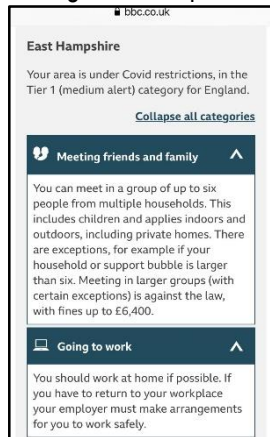 bbc.co.uk
East Hampshire
Your area is under Covid restrictions, in the
Tier 1 (medium alert) category for England.
Collapse all categories
Meeting friends and family
You can meet in a group of up to six
people from multiple households. This
includes children and applies indoors and
outdoors, including private homes. There
are exceptions, for example if your
household or support bubble is larger
than six. Meeting in larger groups (with
certain exceptions) is against the law,
with fines up to £6,400.
Going to work
You should work at home if possible. If
you have to return to your workplace
your employer must make arrangements
for you to work safely.